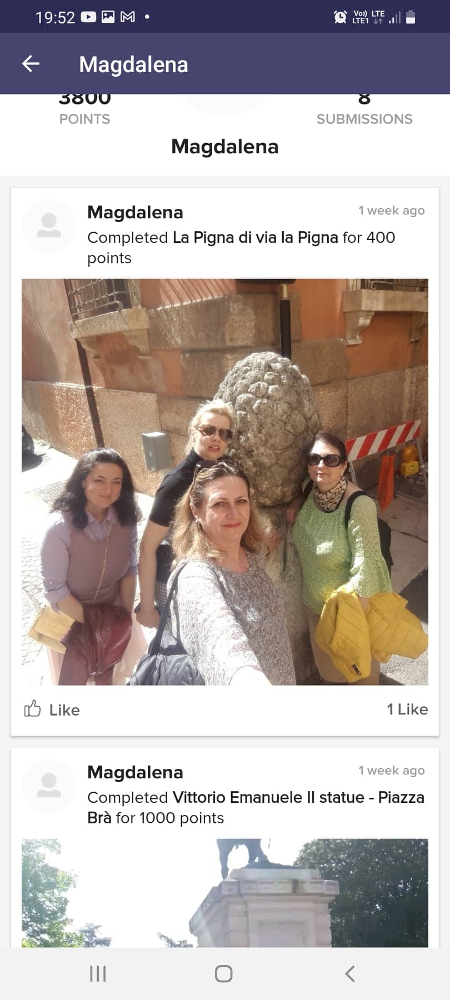 19:52
Vo)) LTE
LTE1
Magdalena
3800
8
POINTS
SUBMISSIONS
Magdalena
Magdalena
1 week ago
Completed La Pigna di via la Pigna for 400
points
Like
1 Like
Magdalena
1 week ago
Completed Vittorio Emanuele II statue - Piazza
Brà for 1000 points